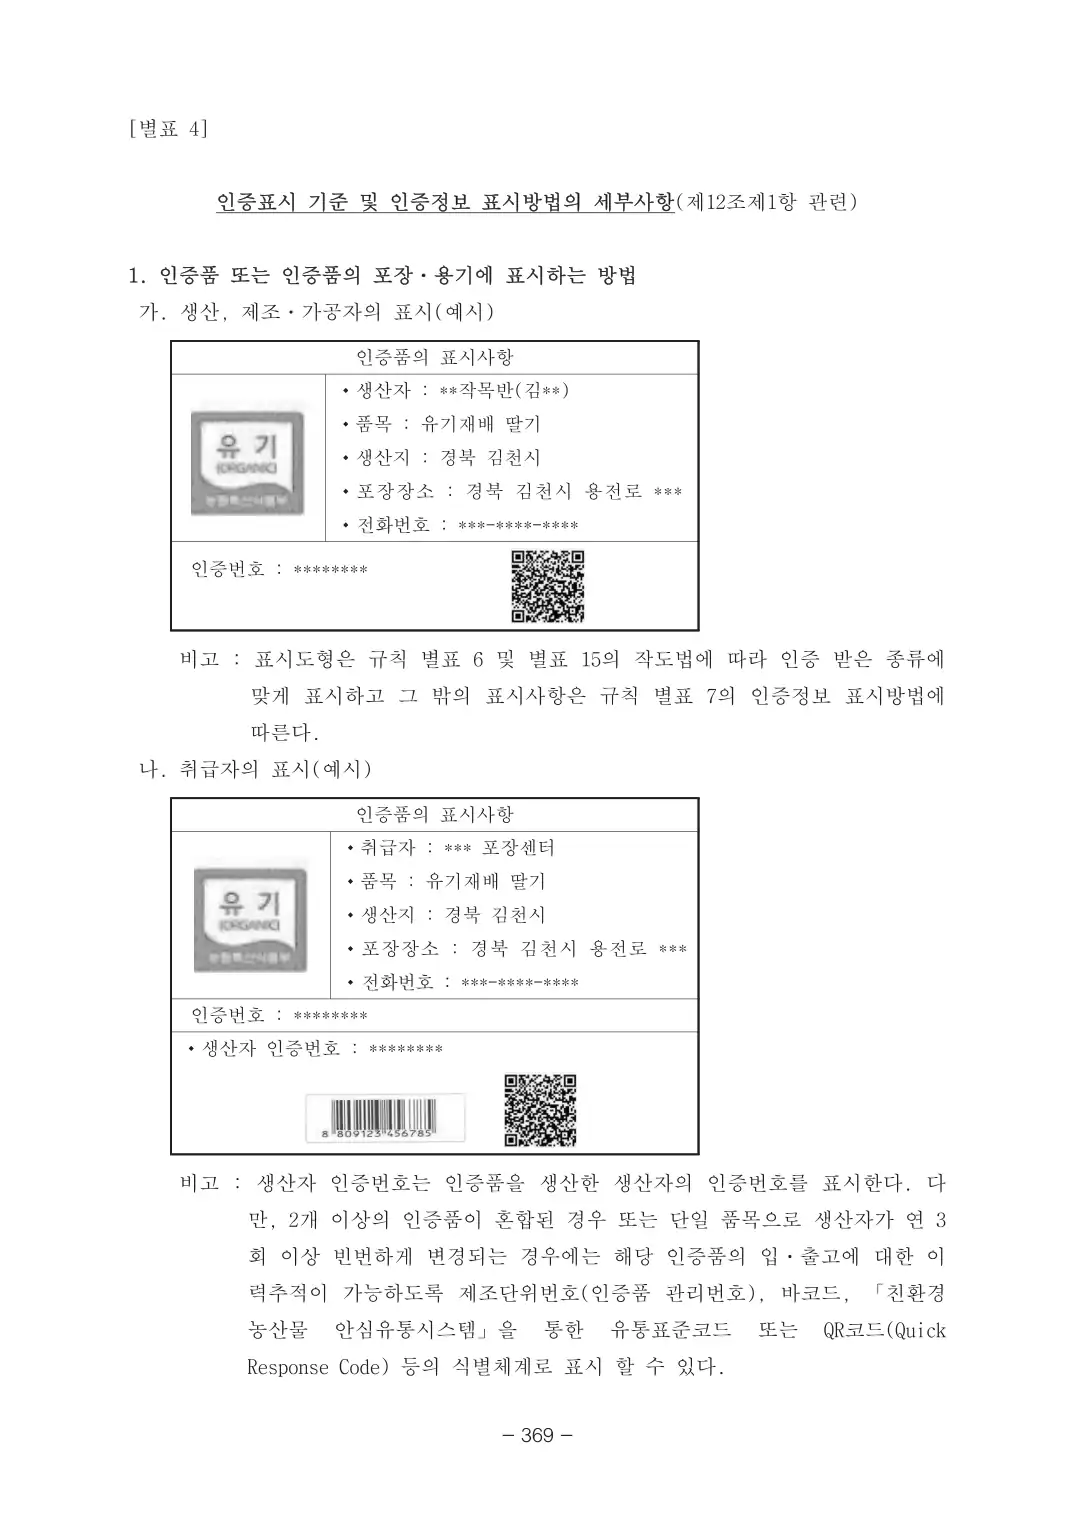 [별표 4]
인증표시 기준 및 인증정보 표시방법의 세부사항(제12조제1항 관련)
1. 인증품 또는 인증품의 포장·용기에 표시하는 방법
가. 생산, 제조·가공자의 표시(예시)
인증품의 표시사항
유 기
(ORGANIC)
농림축산식품부
• 생산자 : **작목반(김**)
• 품목 : 유기재배 딸기
• 생산지 : 경북 김천시
• 포장장소 : 경북 김천시 용전로 ***
• 전화번호 : ***-****-****
인증번호 : ********
비고 : 표시도형은 규칙 별표 6 및 별표 15의 작도법에 따라 인증 받은 종류에
맞게 표시하고 그 밖의 표시사항은 규칙 별표 7의 인증정보 표시방법에
따른다.
나. 취급자의 표시(예시)
인증품의 표시사항
유 기
(ORGANIC)
농림축산식품부
• 취급자 : *** 포장센터
• 품목 : 유기재배 딸기
• 생산지 : 경북 김천시
• 포장장소 : 경북 김천시 용전로 ***
• 전화번호 : ***-****-****
인증번호 : ********
• 생산자 인증번호 : ********
8 809123 456785
비고 : 생산자 인증번호는 인증품을 생산한 생산자의 인증번호를 표시한다. 다
만, 2개 이상의 인증품이 혼합된 경우 또는 단일 품목으로 생산자가 연 3
회 이상 빈번하게 변경되는 경우에는 해당 인증품의 입·출고에 대한 이
력추적이 가능하도록 제조단위번호(인증품 관리번호), 바코드, 「친환경
농산물 안심유통시스템」을 통한 유통표준코드 또는 QR코드(Quick
Response Code) 등의 식별체계로 표시 할 수 있다.
- 369 -